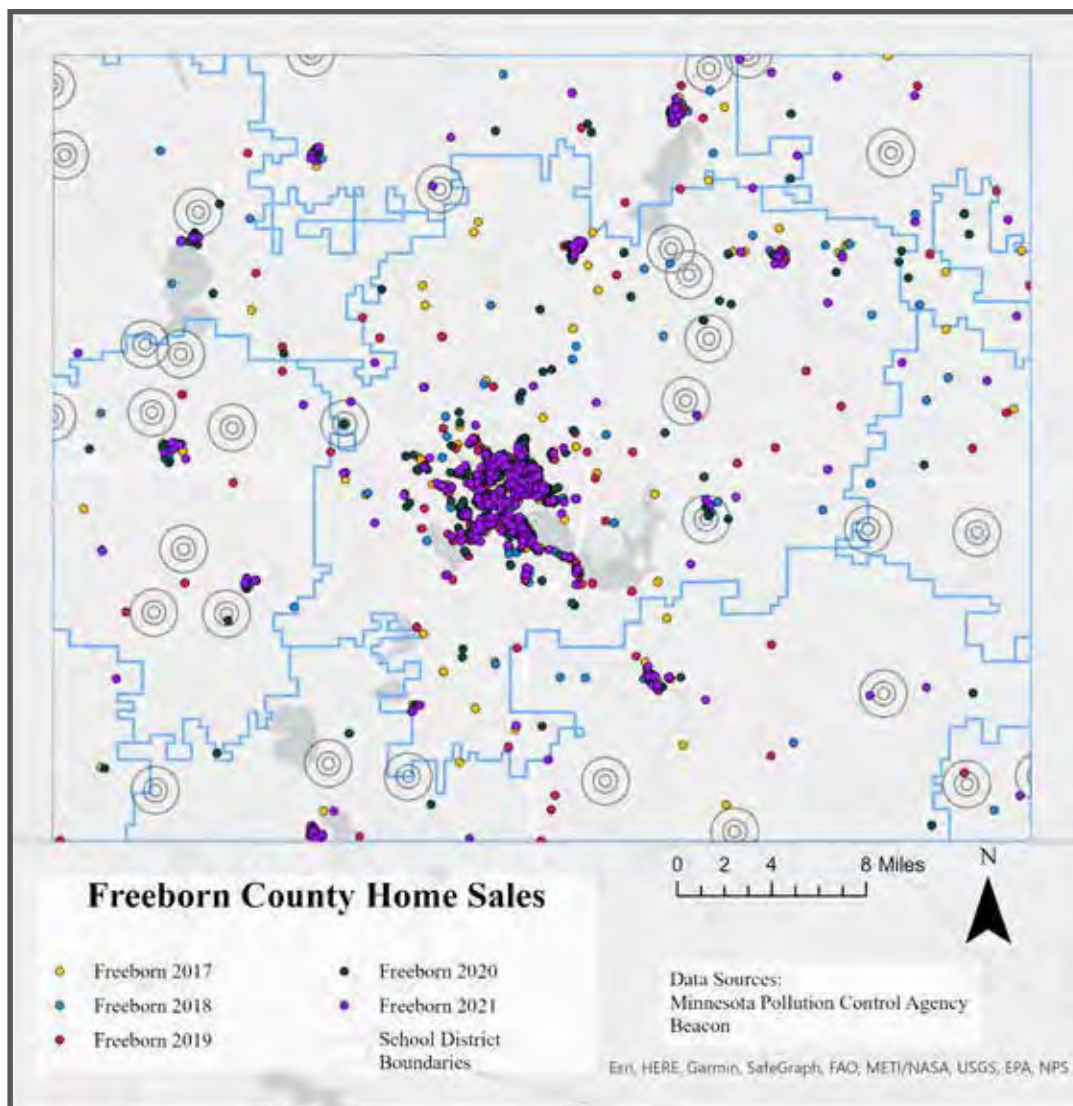 Freeborn County Home Sales
Freeborn 2017
Freeborn 2018
Freeborn 2019
Freeborn 2020
Freeborn 2021
School District
Boundaries
0 2 4 8 Miles
N
Data Sources:
Minnesota Pollution Control Agency
Beacon
Esri, HERE, Garmin, SafeGraph, FAO, METI/NASA, USGS, EPA, NPS